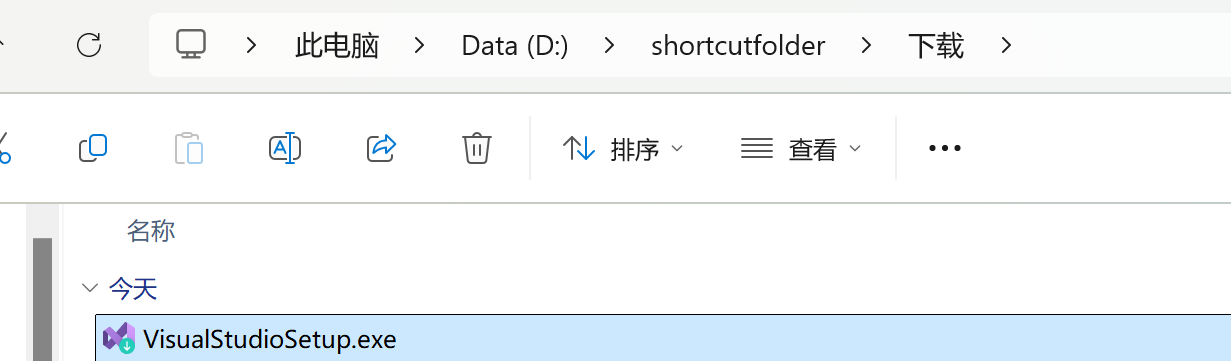 此电脑 > Data (D:) > shortcutfolder > 下载 >
排序 查看 •••
名称
今天
VisualStudioSetup.exe